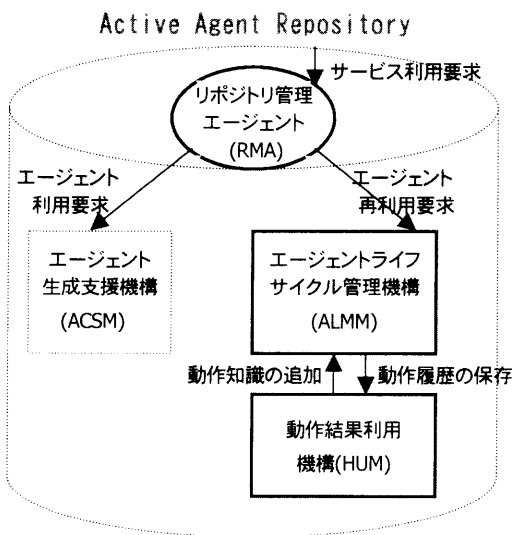 Active Agent Repository
サービス利用要求
リポジトリ管理
エージェント
(RMA)
エージェント
利用要求
エージェント
再利用要求
エージェント
生成支援機構
(ACSM)
エージェントライフ
サイクル管理機構
(ALMM)
動作知識の追加
動作履歴の保存
動作結果利用
機構(HUM)